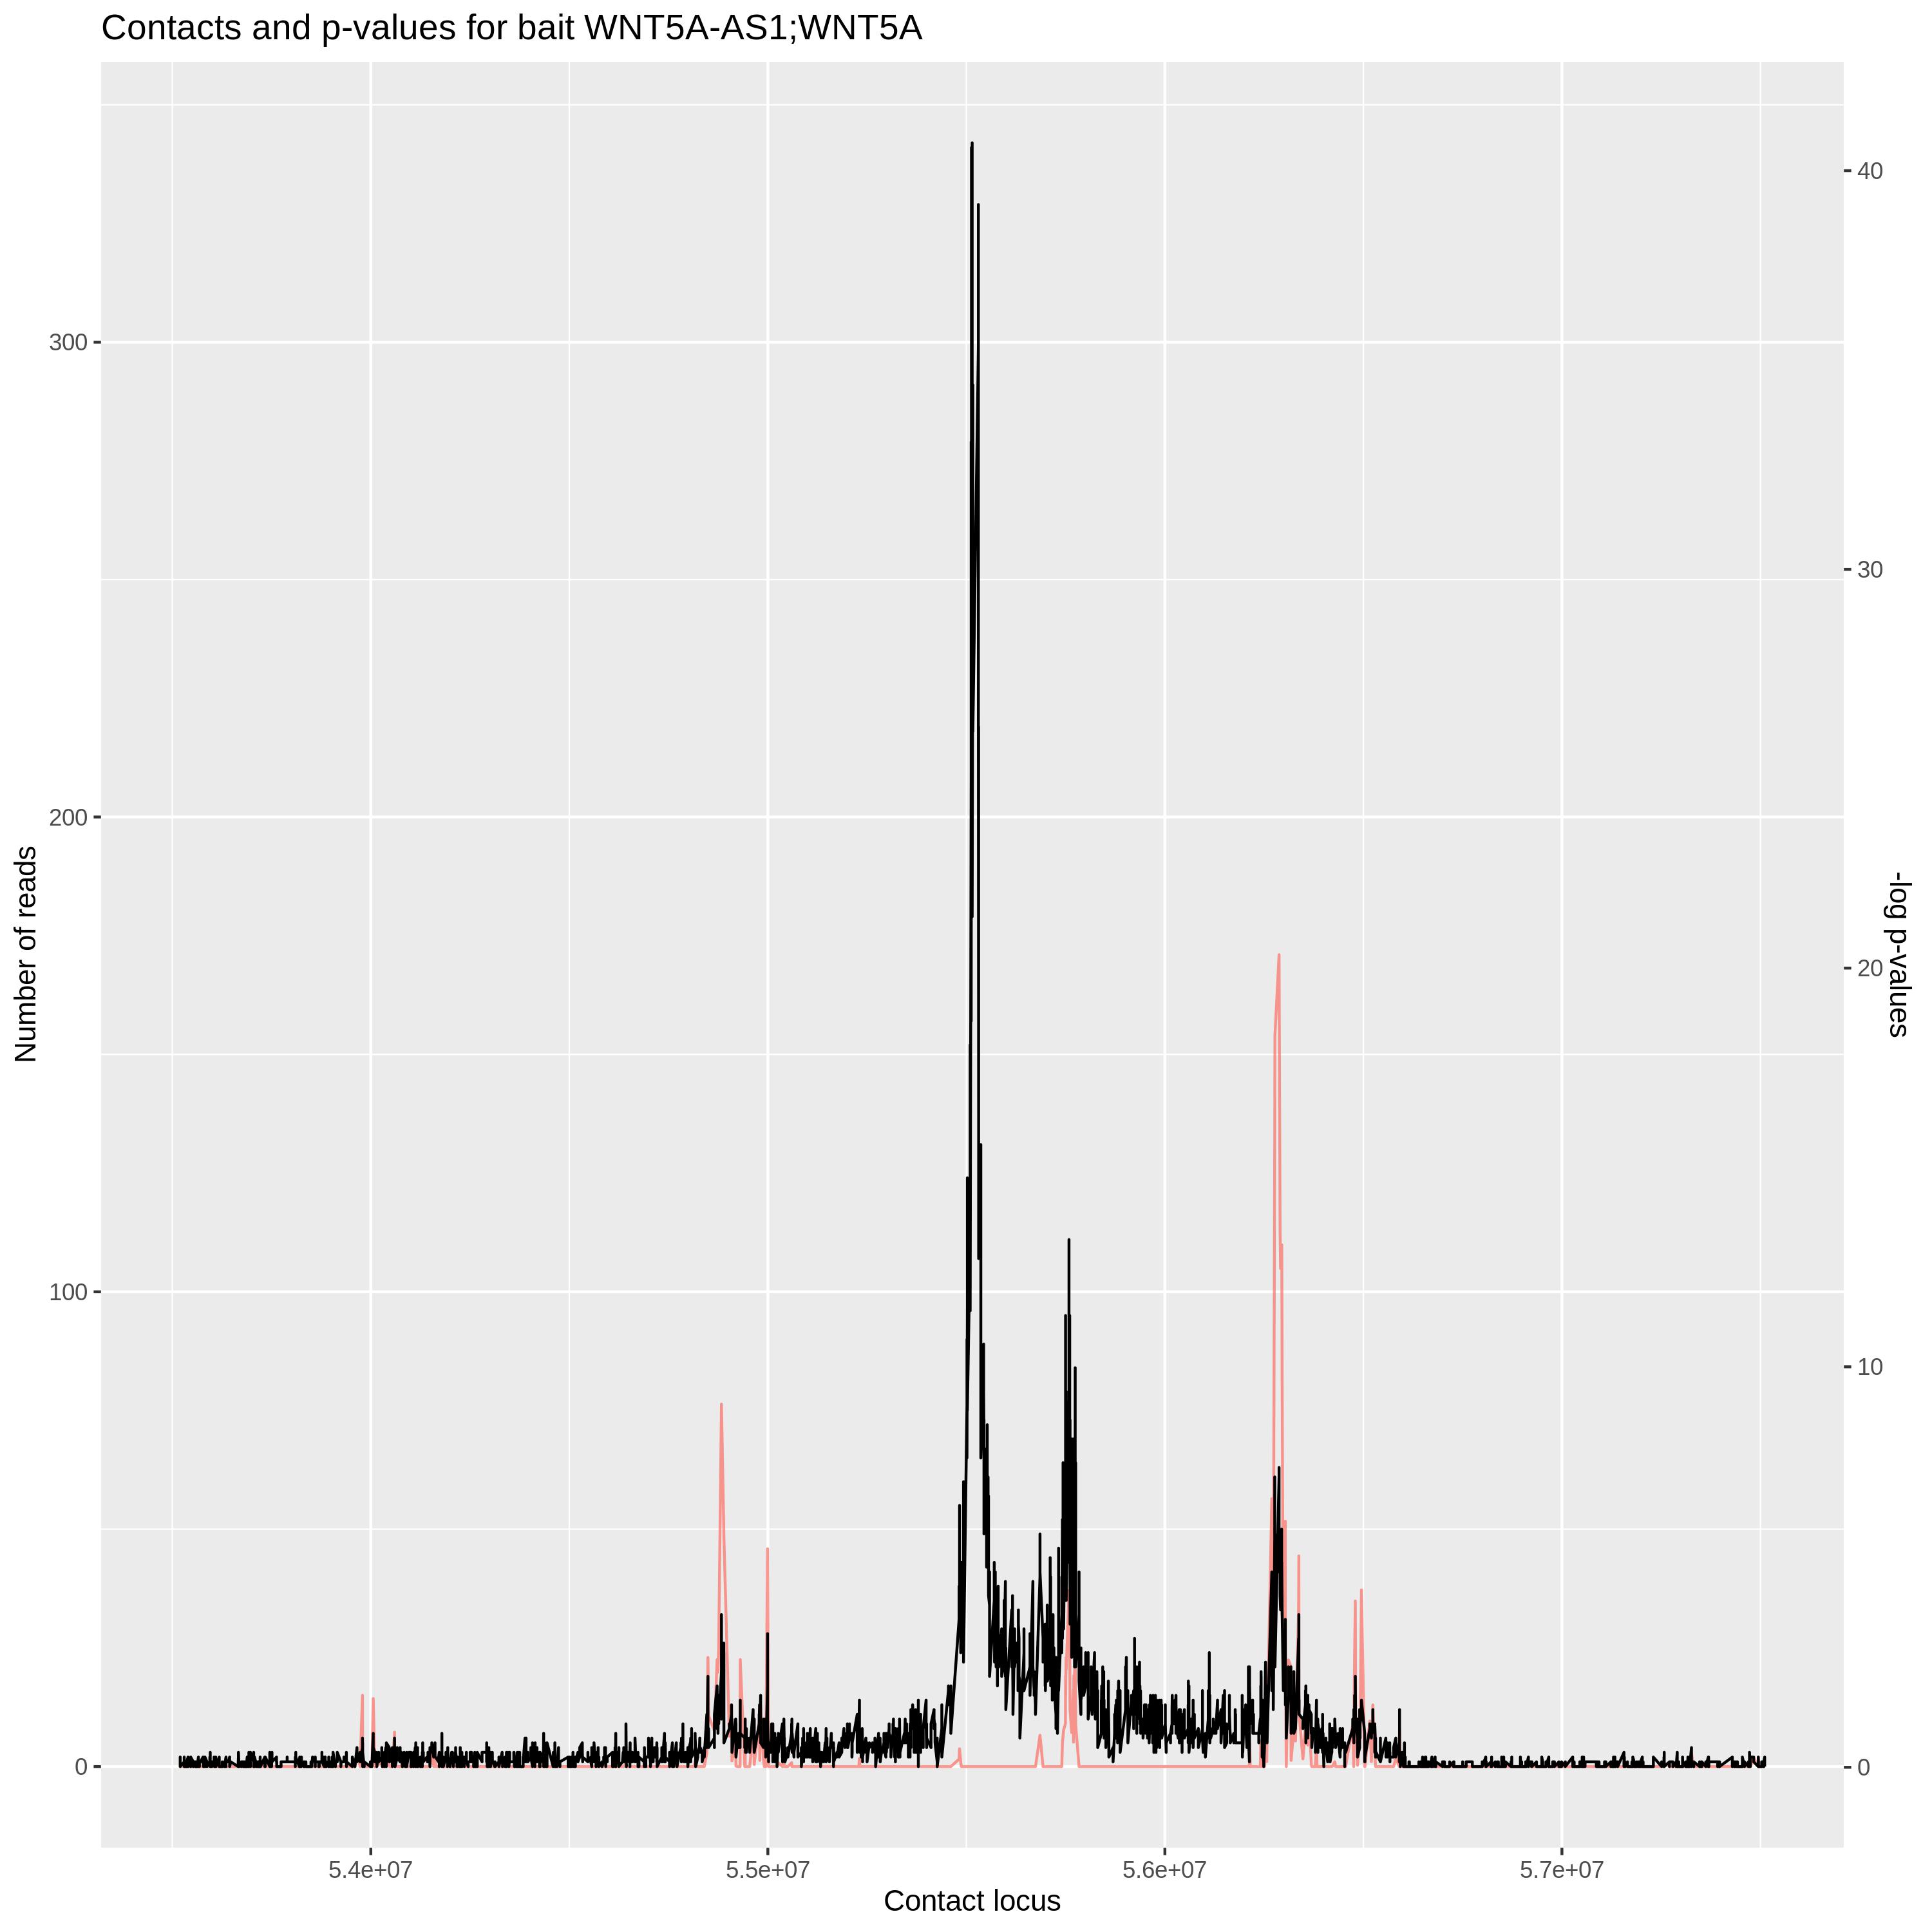 Contacts and p-values for bait WNT5A-AS1;WNT5A
Number of reads
300
200
100
0
40
30
20
10
0
-log p-values
5.4e+07
5.5e+07
5.6e+07
5.7e+07
Contact locus